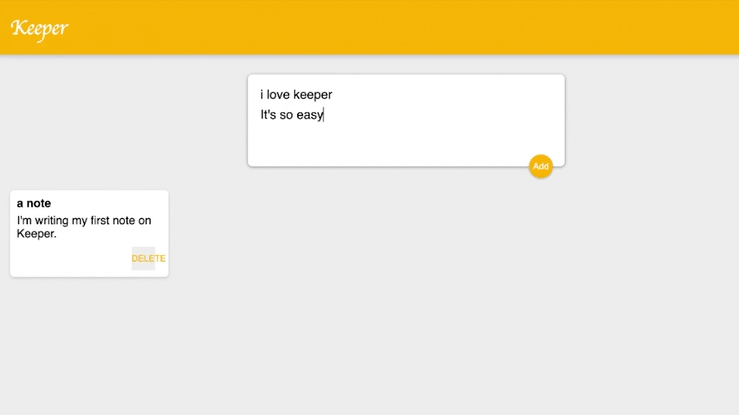 Keeper
i love keeper
It's so easy
Add
a note
I'm writing my first note on
Keeper.
DELETE